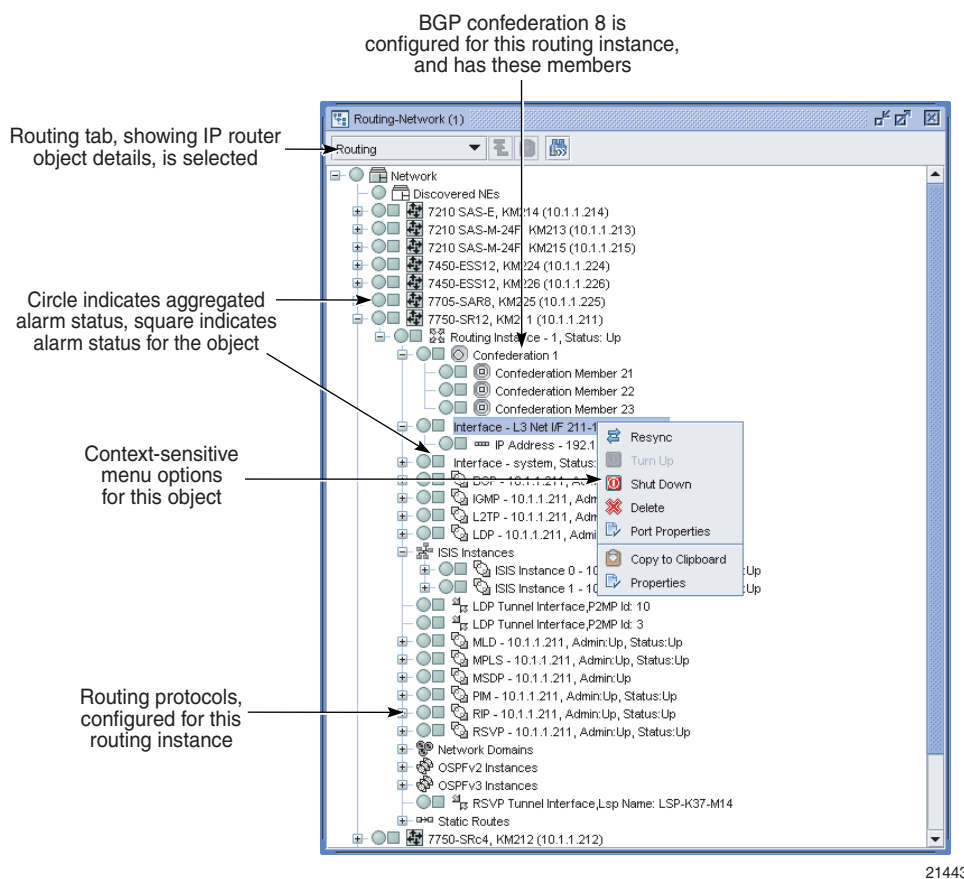 BGP confederation 8 is
configured for this routing instance,
and has these members
Routing-Network (1)
Routing tab, showing IP router
object details, is selected
Routing
Network
Discovered NEs
7210 SAS-E, KM214 (10.1.1.214)
7210 SAS-M-24F, KM213 (10.1.1.213)
7210 SAS-M-24F, KM215 (10.1.1.215)
7450-ESS12, KM224 (10.1.1.224)
7450-ESS12, KM226 (10.1.1.226)
Circle indicates aggregated
alarm status, square indicates
alarm status for the object
7705-SAR8, KM225 (10.1.1.225)
7750-SR12, KM211 (10.1.1.211)
Routing Instance - 1, Status: Up
Confederation 1
Confederation Member 21
Confederation Member 22
Confederation Member 23
Interface - L3 Net I/F 211-1
IP Address - 192.1
Interface - system, Status:
BGP - 10.1.1.211, Adm
IGMP - 10.1.1.211, Adm
L2TP - 10.1.1.211, Adm
LDP - 10.1.1.211, Admi
Resync
Turn Up
Shut Down
Delete
Port Properties
Copy to Clipboard
Properties
Context-sensitive
menu options
for this object
ISIS Instances
ISIS Instance 0 - 10 :Up
ISIS Instance 1 - 10 :Up
LDP Tunnel Interface,P2MP Id: 10
LDP Tunnel Interface,P2MP Id: 3
MLD - 10.1.1.211, Admin:Up, Status:Up
MPLS - 10.1.1.211, Admin:Up, Status:Up
MSDP - 10.1.1.211, Admin:Up
PIM - 10.1.1.211, Admin:Up, Status:Up
RIP - 10.1.1.211, Admin:Up, Status:Up
RSVP - 10.1.1.211, Admin:Up, Status:Up
Routing protocols,
configured for this
routing instance
Network Domains
OSPFv2 Instances
OSPFv3 Instances
RSVP Tunnel Interface,Lsp Name: LSP-K37-M14
Static Routes
7750-SRc4, KM212 (10.1.1.212)
21443